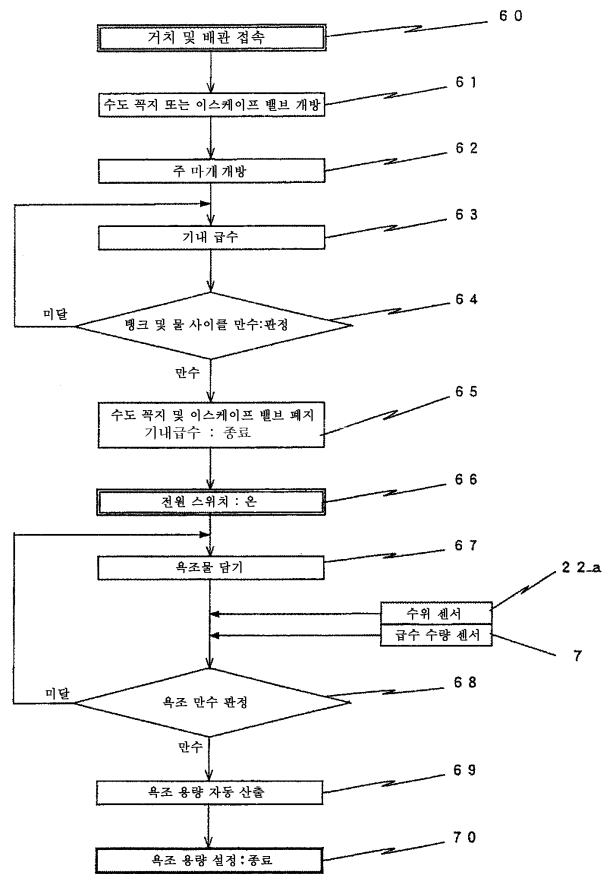 거치 및 배관 접속
60
수도 꼭지 또는 이스케이프 밸브 개방
61
주 마개 개방
62
기내 급수
63
탱크 및 물 사이클 만수:판정
64
미달
만수
수도 꼭지 및 이스케이프 밸브 폐지
기내급수 : 종료
65
전원 스위치 : 온
66
욕조물 담기
67
수위 센서
22_a
급수 수량 센서
7
욕조 만수 판정
68
미달
만수
욕조 용량 자동 산출
69
욕조 용량 설정:종료
70